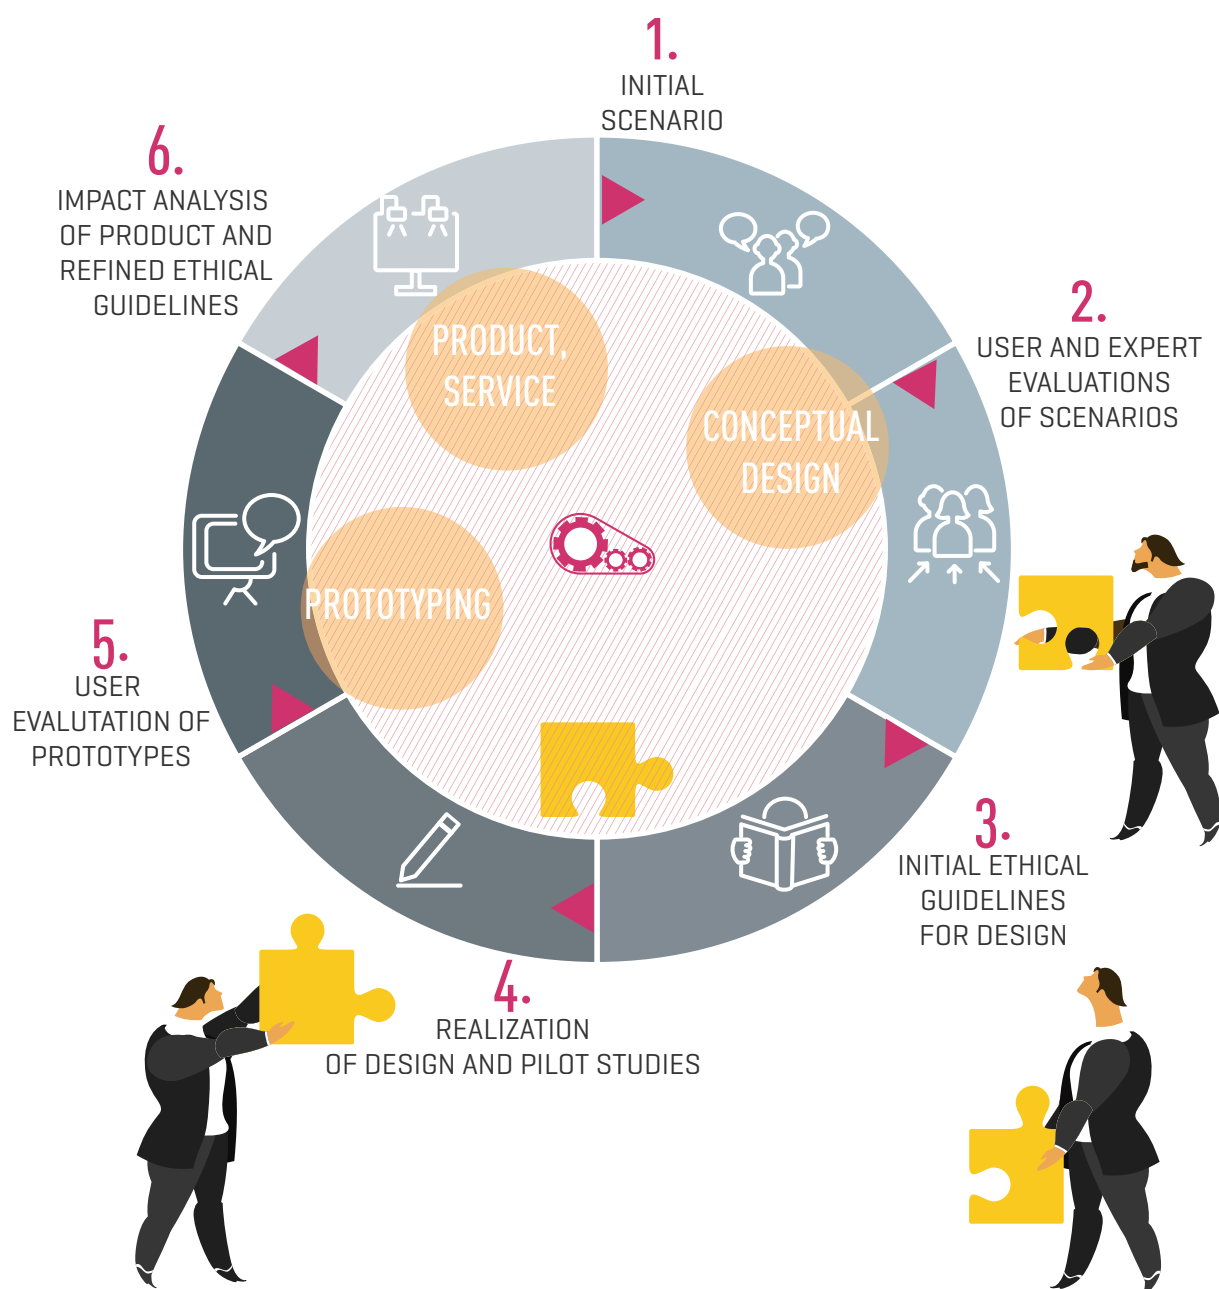 1.
INITIAL
SCENARIO
2.
USER AND EXPERT
EVALUATIONS
OF SCENARIOS
3.
INITIAL ETHICAL
GUIDELINES
FOR DESIGN
4.
REALIZATION
OF DESIGN AND PILOT STUDIES
5.
USER
EVALUTATION OF
PROTOTYPES
6.
IMPACT ANALYSIS
OF PRODUCT AND
REFINED ETHICAL
GUIDELINES
PRODUCT,
SERVICE
CONCEPTUAL
DESIGN
PROTOTYPING